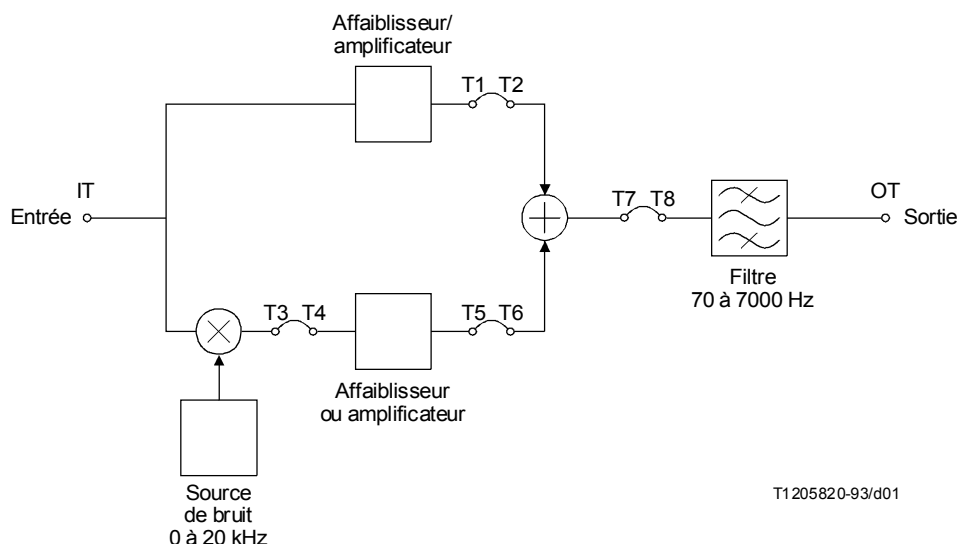 Affaiblisseur/
amplificateur
T1 T2
IT
Entrée
T7 T8
OT
Sortie
Filtre
70 à 7000 Hz
T3 T4
T5 T6
Affaiblisseur
ou amplificateur
Source
de bruit
0 à 20 kHz
T1205820-93/d01